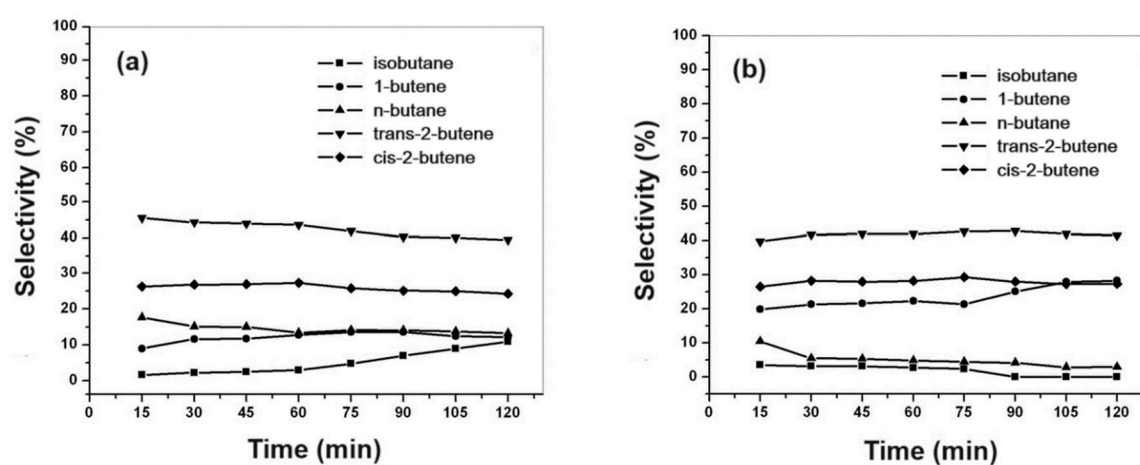 (a)
isobutane
1-butene
n-butane
trans-2-butene
cis-2-butene
100
90
80
70
60
50
40
30
20
10
0
0 15 30 45 60 75 90 105 120
Selectivity (%)
Time (min)
(b)
isobutane
1-butene
n-butane
trans-2-butene
cis-2-butene
100
90
80
70
60
50
40
30
20
10
0
0 15 30 45 60 75 90 105 120
Selectivity (%)
Time (min)